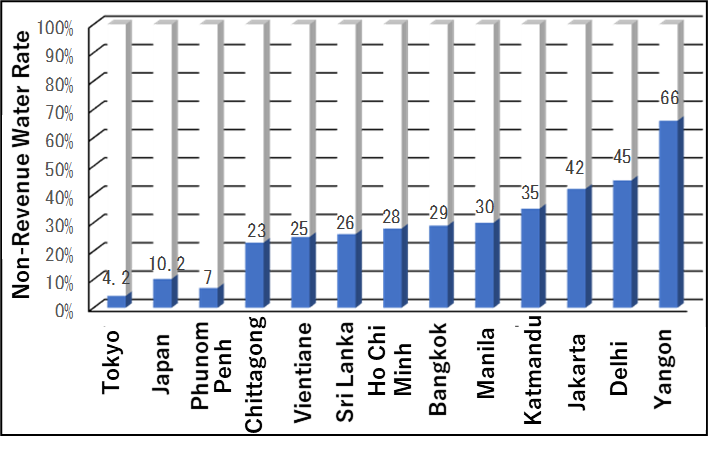 Non-Revenue Water Rate
100%
90%
80%
70%
60%
50%
40%
30%
20%
10%
0%
4.2
10.2
7
23
25
26
28
29
30
35
42
45
66
Tokyo
Japan
Phunom
Penh
Chittagong
Vientiane
Sri Lanka
Ho Chi
Minh
Bangkok
Manila
Katmandu
Jakarta
Delhi
Yangon